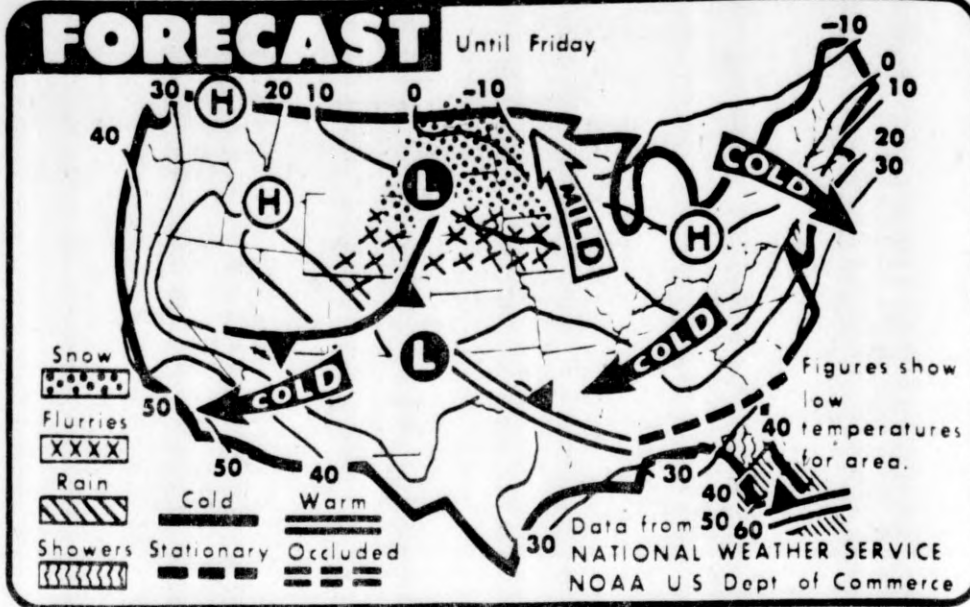 FORECAST Until Friday
-10
30 H 20 10 0 -10 0
10
40 20
L COLD 30
H MILD H
COLD
L
Snow COLD Figures show
50 low
Flurries 40 temperatures
XXXX 50 40 30 for area.
Rain 40
Cold Warm 50 60
Data from
Showers Stationary Occluded 30 NATIONAL WEATHER SERVICE
NOAA US Dept of Commerce